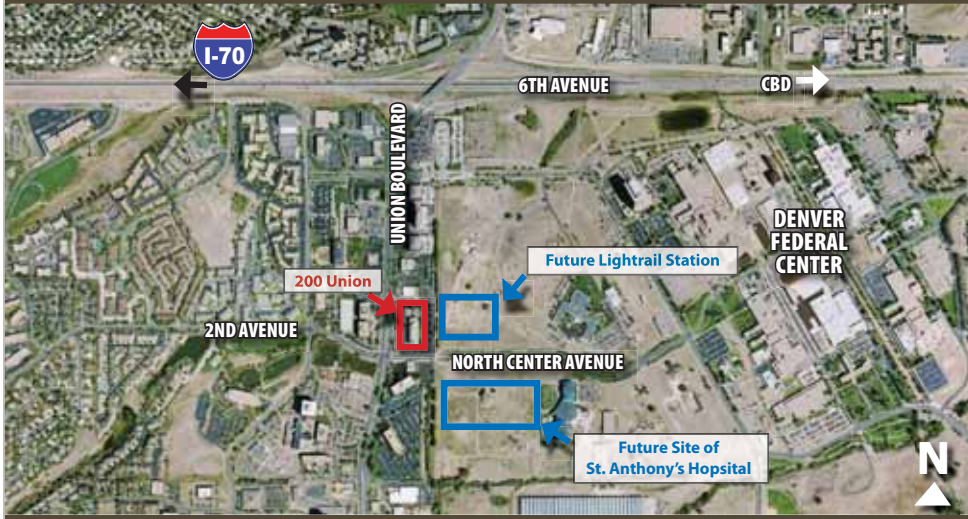 I-70
6TH AVENUE
CBD
UNION BOULEVARD
DENVER
FEDERAL
CENTER
Future Lightrail Station
200 Union
2ND AVENUE
NORTH CENTER AVENUE
Future Site of
St. Anthony's Hopsital
N